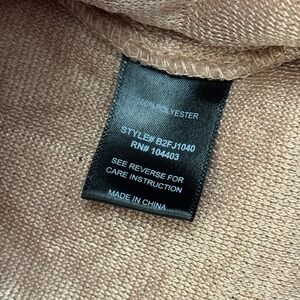 100% POLYESTER
STYLE# B2FJ1040
RN# 104403
SEE REVERSE FOR
CARE INSTRUCTION
MADE IN CHINA